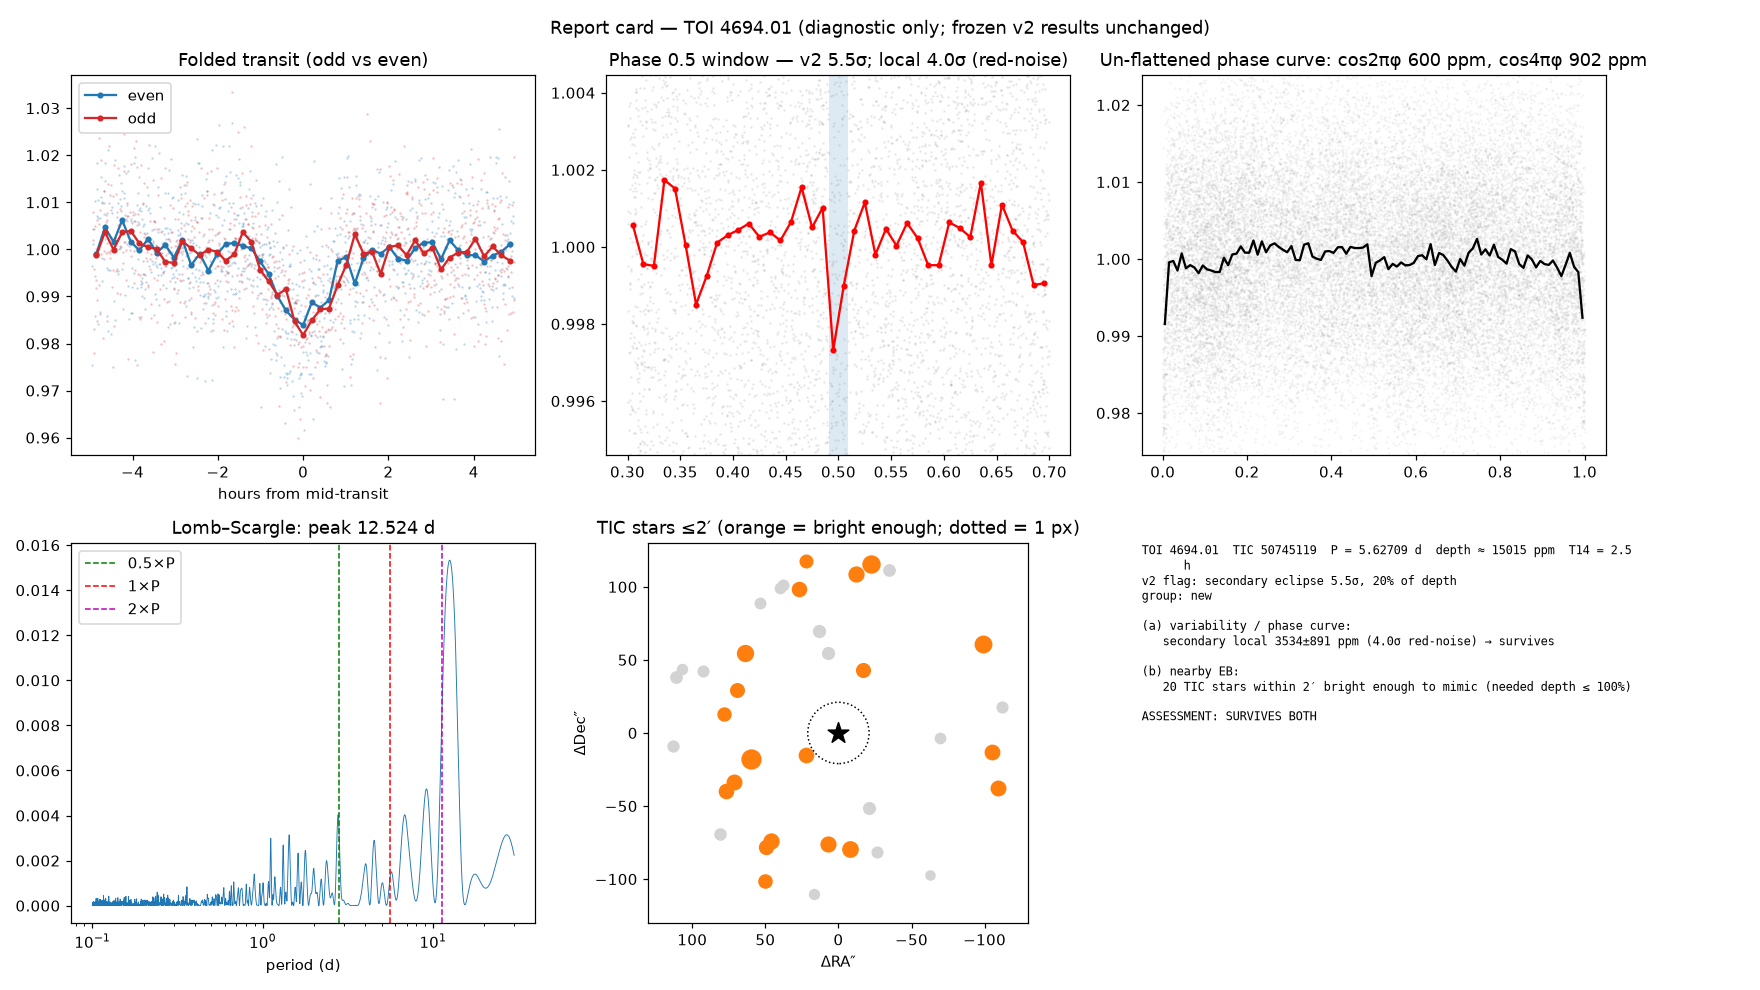 Report card — TOI 4694.01 (diagnostic only; frozen v2 results unchanged)
Folded transit (odd vs even)
even
odd
1.03
1.02
1.01
1.00
0.99
0.98
0.97
0.96
−4
−2
0
2
4
hours from mid-transit
Phase 0.5 window — v2 5.5σ; local 4.0σ (red-noise)
1.004
1.002
1.000
0.998
0.996
0.30
0.35
0.40
0.45
0.50
0.55
0.60
0.65
0.70
Un-flattened phase curve: cos2πφ 600 ppm, cos4πφ 902 ppm
1.02
1.01
1.00
0.99
0.98
0.0
0.2
0.4
0.6
0.8
1.0
Lomb–Scargle: peak 12.524 d
0.5×P
1×P
2×P
0.016
0.014
0.012
0.010
0.008
0.006
0.004
0.002
0.000
10⁻¹
10⁰
10¹
period (d)
TIC stars ≤2′ (orange = bright enough; dotted = 1 px)
ΔDec″
100
50
0
−50
−100
100
50
0
−50
−100
ΔRA″
TOI 4694.01  TIC 50745119  P = 5.62709 d  depth ≈ 15015 ppm  T14 = 2.5
h
v2 flag: secondary eclipse 5.5σ, 20% of depth
group: new
(a) variability / phase curve:
secondary local 3534±891 ppm (4.0σ red-noise) → survives
(b) nearby EB:
20 TIC stars within 2′ bright enough to mimic (needed depth ≤ 100%)
ASSESSMENT: SURVIVES BOTH